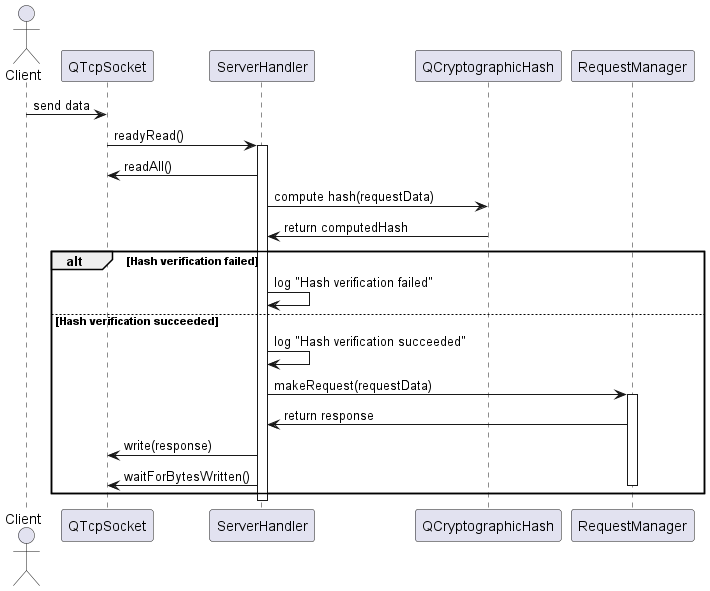 Client
QTcpSocket
ServerHandler
QCryptographicHash
RequestManager
send data
readyRead()
readAll()
compute hash(requestData)
return computedHash
alt [Hash verification failed]
log "Hash verification failed"
[Hash verification succeeded]
log "Hash verification succeeded"
makeRequest(requestData)
return response
write(response)
waitForBytesWritten()
Client
QTcpSocket
ServerHandler
QCryptographicHash
RequestManager